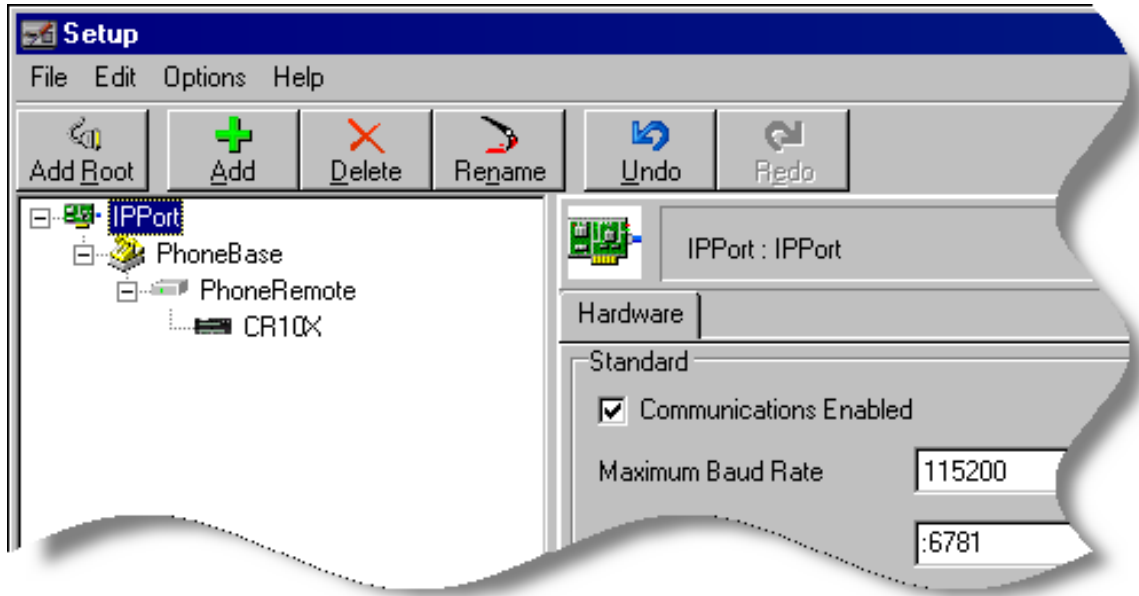 Setup
File Edit Options Help
Add Root Add Delete Rename Undo Redo
IPPort
PhoneBase
PhoneRemote
CR10X
IPPort : IPPort
Hardware
Standard
Communications Enabled
Maximum Baud Rate 115200
:6781